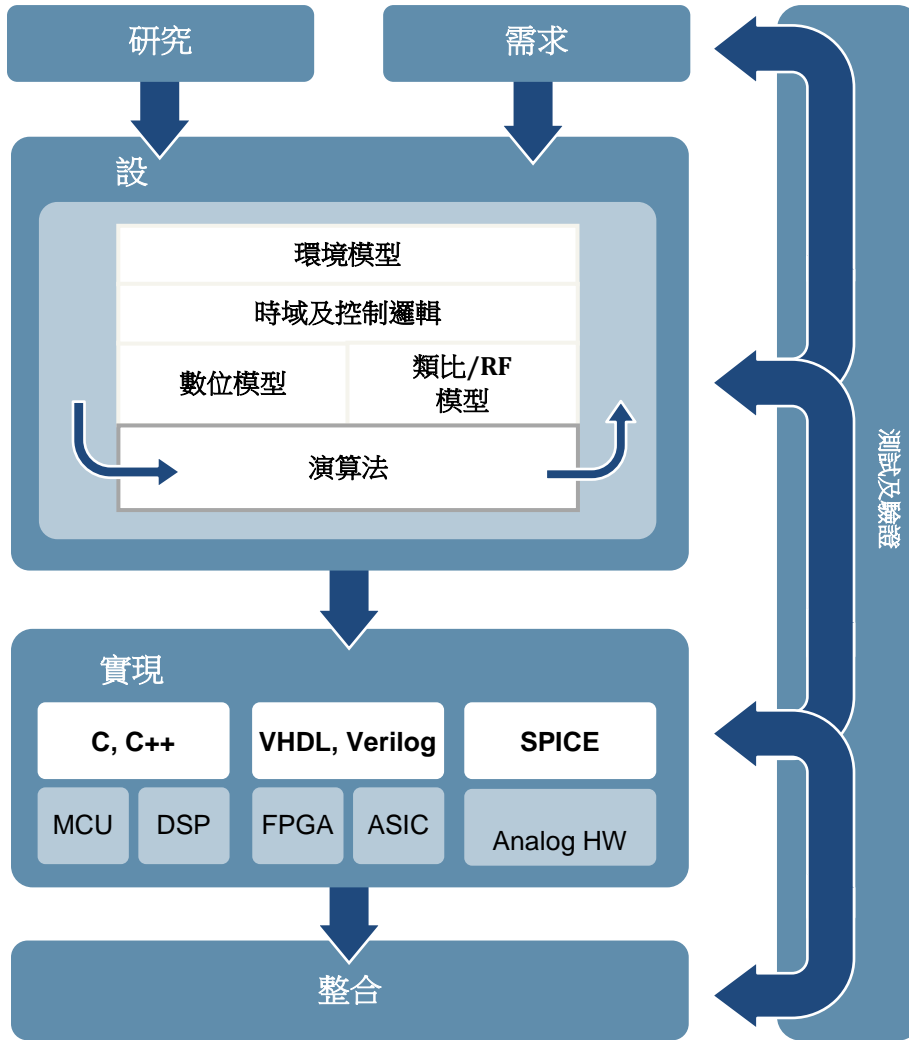 研究
需求
設
環境模型
時域及控制邏輯
數位模型
類比/RF
模型
演算法
實現
C, C++
VHDL, Verilog
SPICE
MCU
DSP
FPGA
ASIC
Analog HW
整合
測試及驗證